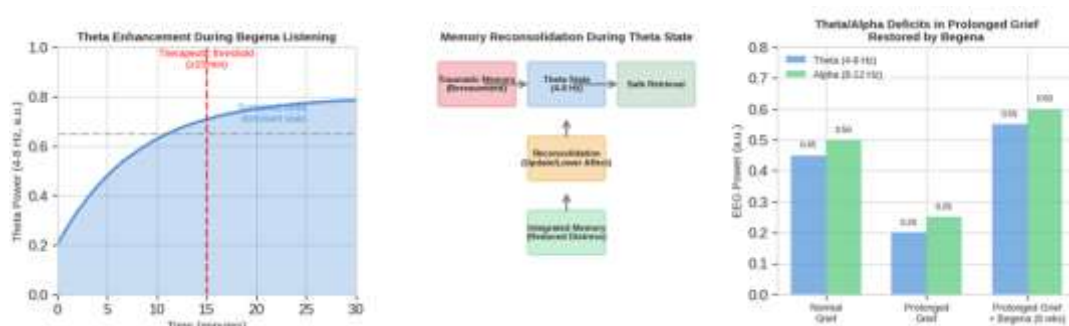 Theta Enhancement During Begena Listening
Theta Power (4-8 Hz, a.u.)
1.0
0.8
0.6
0.4
0.2
0.0
0
5
10
15
20
25
30
Therapeutic threshold
dominant state
Time (minutes)
Memory Reconsolidation During Theta State
Traumatic Memory
(Bereavement)
Theta State
(4-8 Hz)
Safe Retrieval
Reconsolidation
(Update/Lower Affect)
Integrated Memory
(Reduced Distress)
Theta/Alpha Deficits in Prolonged Grief
Restored by Begena
EEG Power (a.u.)
0.8
0.7
0.6
0.5
0.4
0.3
0.2
0.1
0.0
Theta (4-8 Hz)
Alpha (8-12 Hz)
0.45
0.50
0.20
0.25
0.55
0.60
Normal
Grief
Prolonged
Grief
Prolonged Grief
+ Begena (8 wks)